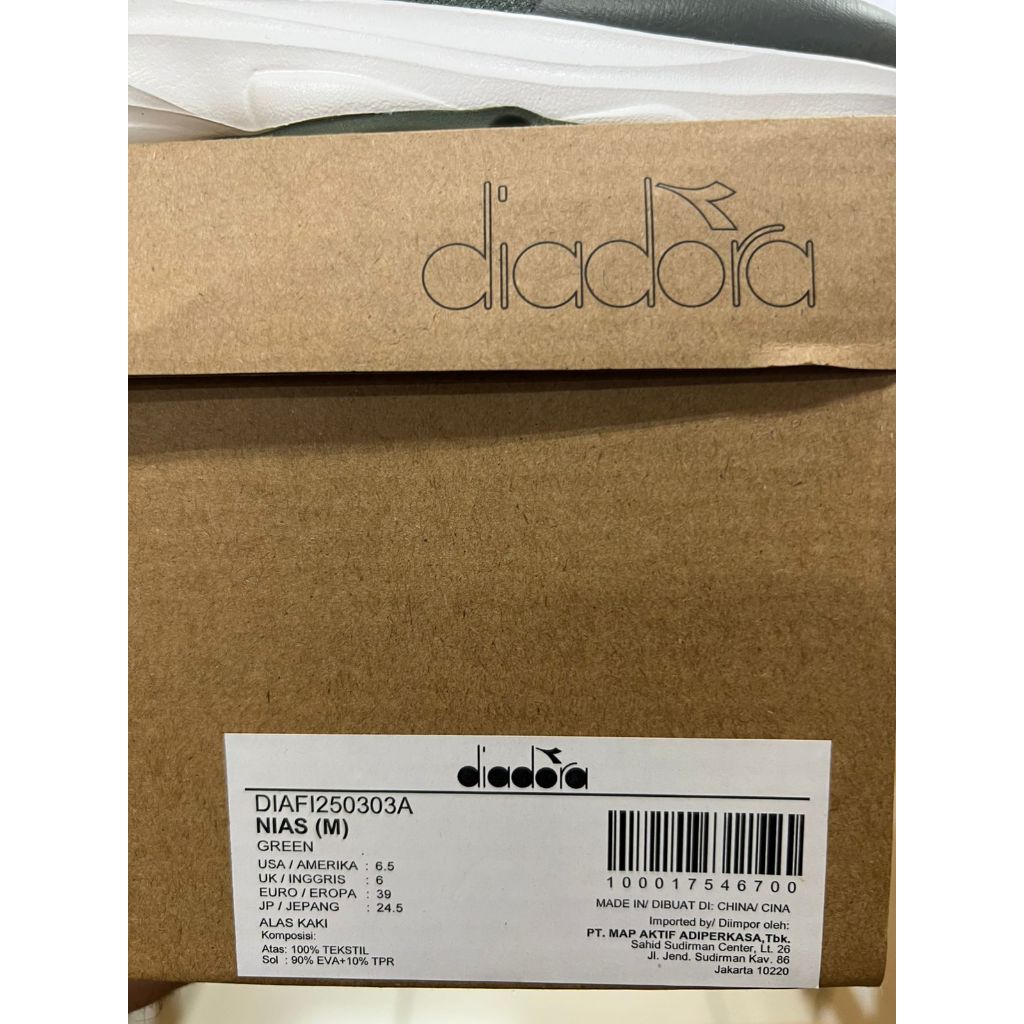 diadora
diadora
DIAFI250303A
NIAS (M)
GREEN
USA / AMERIKA : 6.5
UK / INGGRIS : 6
EURO / EROPA : 39
JP / JEPANG : 24.5
ALAS KAKI
Komposisi:
Atas: 100% TEKSTIL
Sol : 90% EVA+10% TPR
100017546700
MADE IN/ DIBUAT DI: CHINA/ CINA
Imported by/ Diimpor oleh:
PT. MAP AKTIF ADIPERKASA,Tbk.
Sahid Sudirman Center, Lt. 26
Jl. Jend. Sudirman Kav. 86
Jakarta 10220